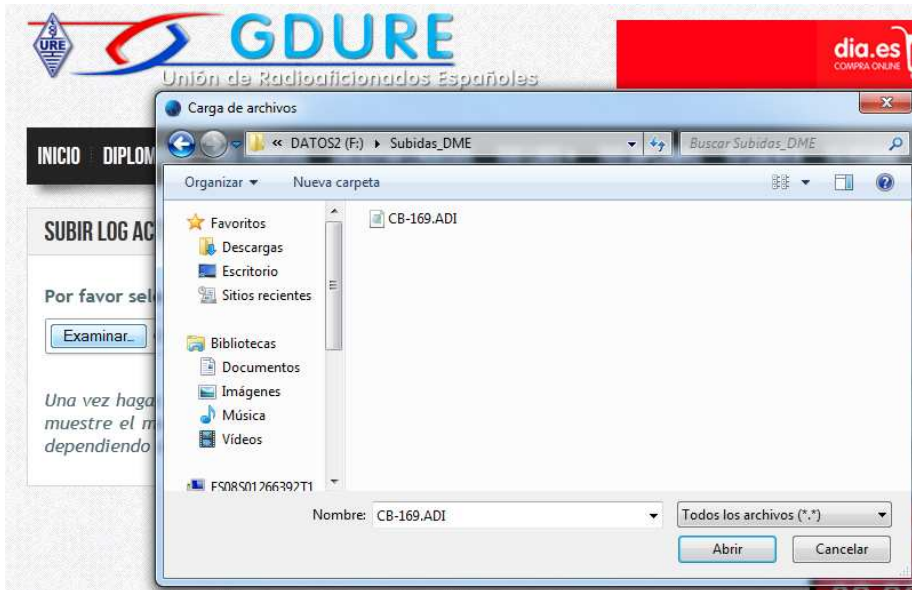 URE
GDURE
Unión de Radioaficionados Españoles
dia.es
COMPRA ONLINE
Carga de archivos
INICIO DIPLOM
« DATOS2 (F:) ▸ Subidas_DME
Buscar Subidas_DME
Organizar
Nueva carpeta
SUBIR LOG AC
Favoritos
Descargas
Escritorio
Sitios recientes
Bibliotecas
Documentos
Imágenes
Música
Vídeos
ES08S01266392T1
CB-169.ADI
Por favor sel
Examinar_
Una vez haga
muestre el m
dependiendo
Nombre: CB-169.ADI
Todos los archivos (*.*)
Abrir
Cancelar